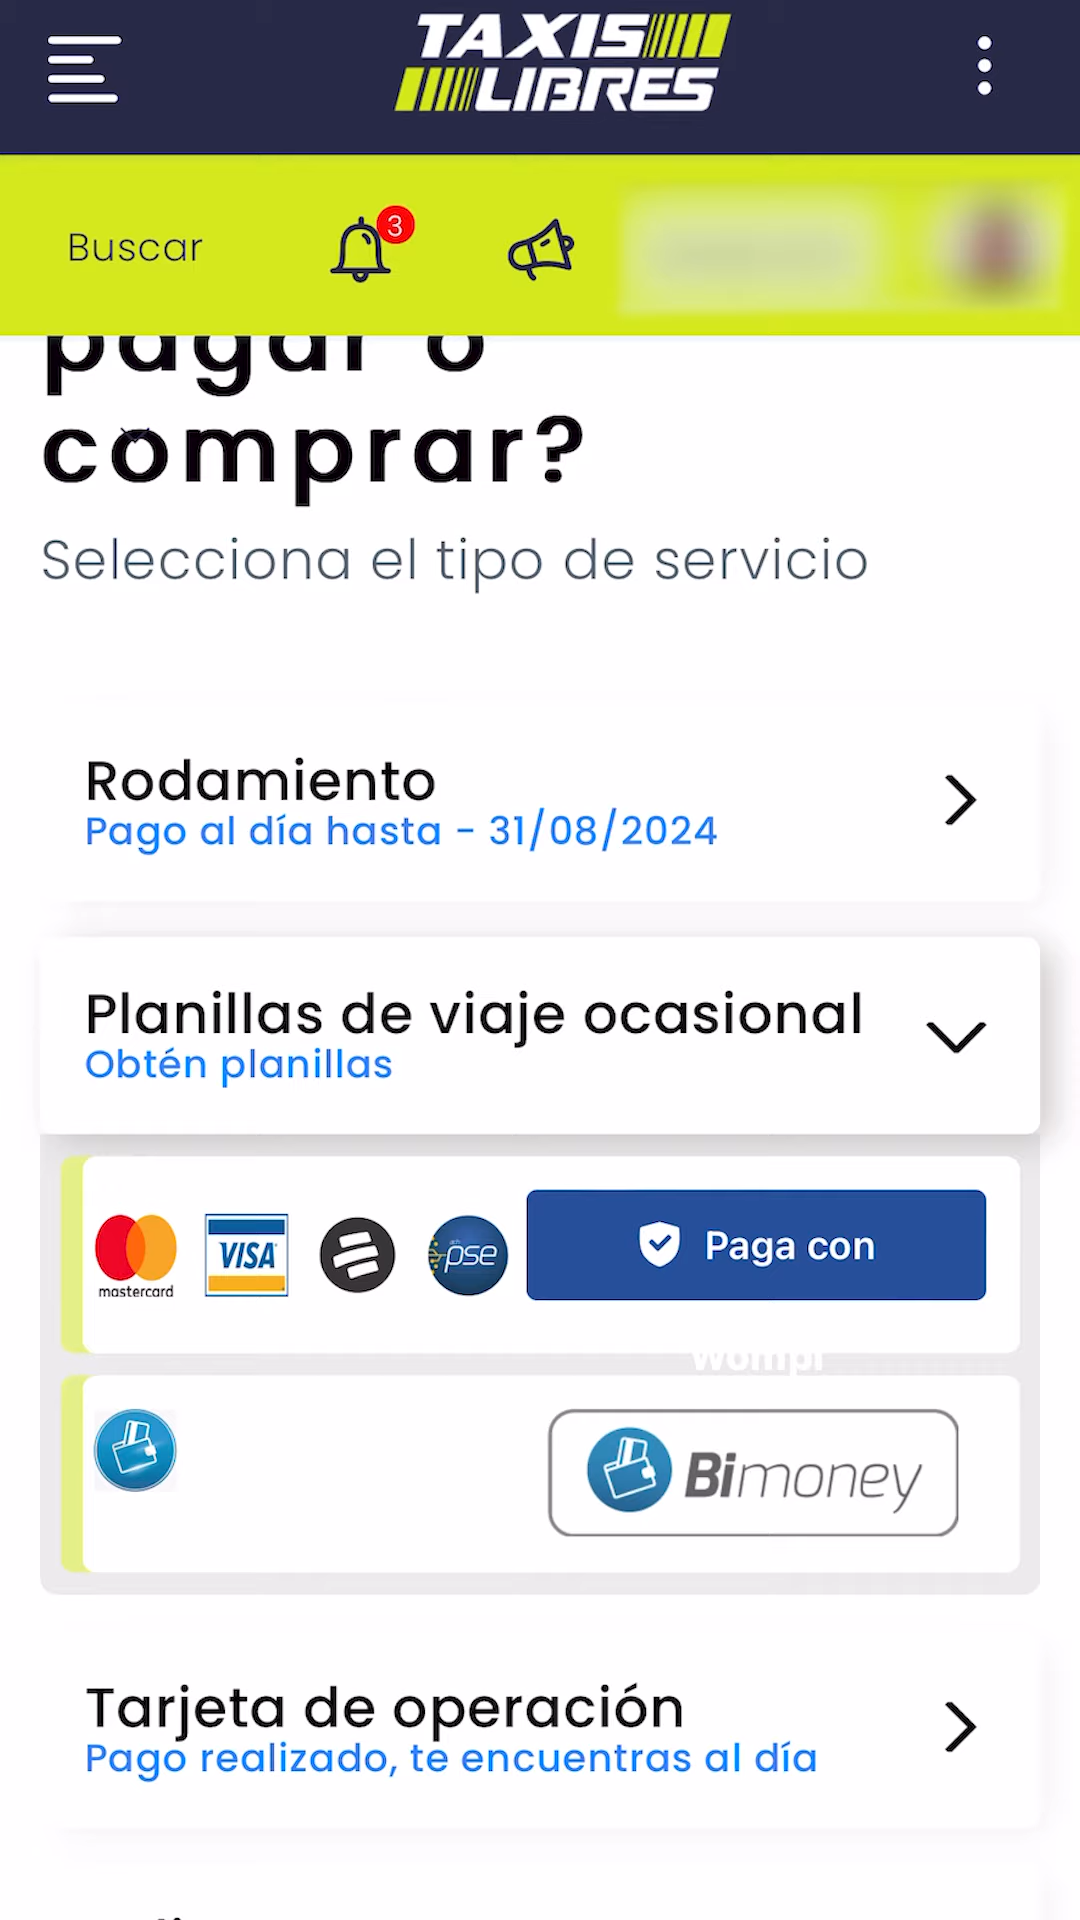 TAXIS
LIBRES
Buscar
3
pagar o
comprar?
Selecciona el tipo de servicio
Rodamiento
Pago al día hasta - 31/08/2024
Planillas de viaje ocasional
Obtén planillas
mastercard
VISA
pse
Paga con
wompi
Bimoney
Tarjeta de operación
Pago realizado, te encuentras al día